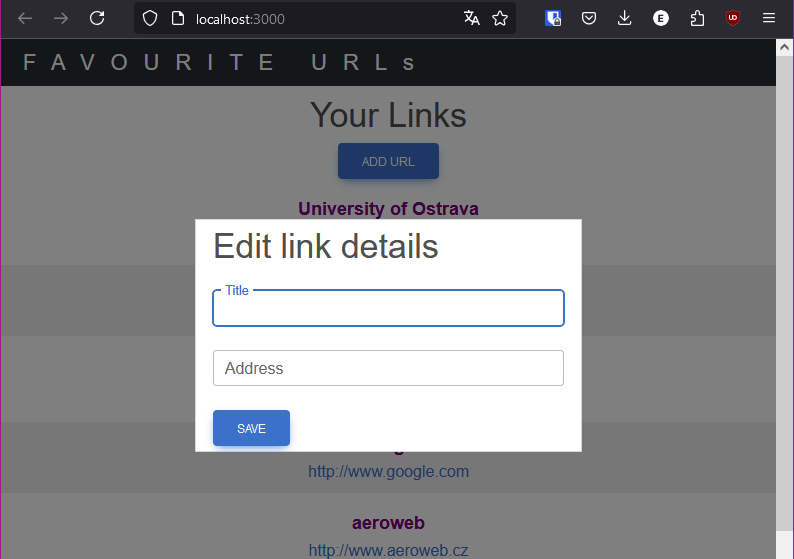 localhost:3000
FAVOURITE URLs
Your Links
ADD URL
University of Ostrava
Edit link details
Title
Address
SAVE
http://www.google.com
aeroweb
http://www.aeroweb.cz